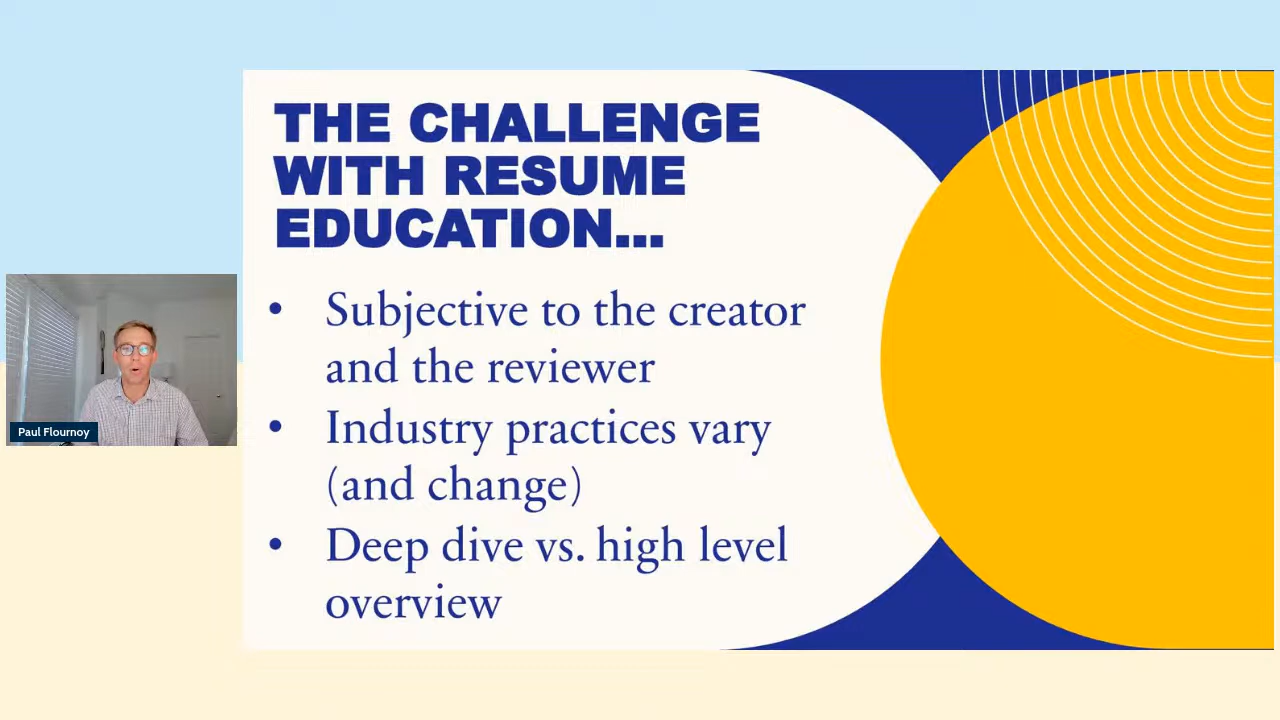 THE CHALLENGE
WITH RESUME
EDUCATION...
• Subjective to the creator
and the reviewer
• Industry practices vary
(and change)
• Deep dive vs. high level
overview
Paul Flournoy